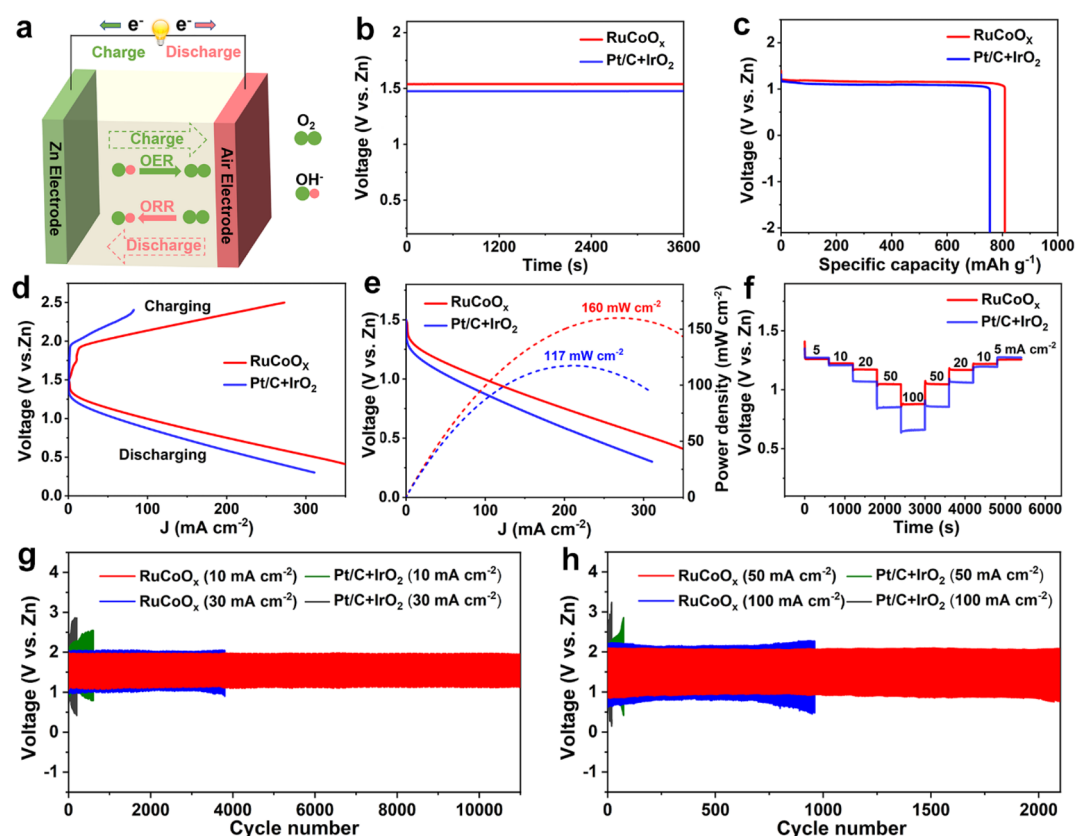 a
e⁻ e⁻
Charge Discharge
Zn Electrode
Charge
OER
ORR
Discharge
Air Electrode
O₂
OH⁻
b
RuCoOₓ
Pt/C+IrO₂
Voltage (V vs. Zn)
2
1.5
1.0
0.5
0 1200 2400 3600
Time (s)
c
RuCoOₓ
Pt/C+IrO₂
Voltage (V vs. Zn)
2
1
0
-1
-2
0 200 400 600 800 1000
Specific capacity (mAh g⁻¹)
d
Charging
RuCoOₓ
Pt/C+IrO₂
Discharging
Voltage (V vs.Zn)
2.5
2.0
1.5
1.0
0.5
0.0
0 100 200 300
J (mA cm⁻²)
e
RuCoOₓ
Pt/C+IrO₂
160 mW cm⁻²
117 mW cm⁻²
Voltage (V vs. Zn)
1.5
1.0
0.5
0.0
0 100 200 300
J (mA cm⁻²)
150
100
50
0
Power density (mW cm⁻²)
f
RuCoOₓ
Pt/C+IrO₂
5 10 20 50 100 50 20 10 5 mA cm⁻²
Voltage (V vs. Zn)
1.5
1.0
0.5
0 1000 2000 3000 4000 5000 6000
Time (s)
g
RuCoOₓ (10 mA cm⁻²) Pt/C+IrO₂ (10 mA cm⁻²)
RuCoOₓ (30 mA cm⁻²) Pt/C+IrO₂ (30 mA cm⁻²)
Voltage (V vs. Zn)
4
3
2
1
0
-1
0 2000 4000 6000 8000 10000
Cycle number
h
RuCoOₓ (50 mA cm⁻²) Pt/C+IrO₂ (50 mA cm⁻²)
RuCoOₓ (100 mA cm⁻²) Pt/C+IrO₂ (100 mA cm⁻²)
Voltage (V vs. Zn)
4
3
2
1
0
-1
0 500 1000 1500 2000
Cycle number